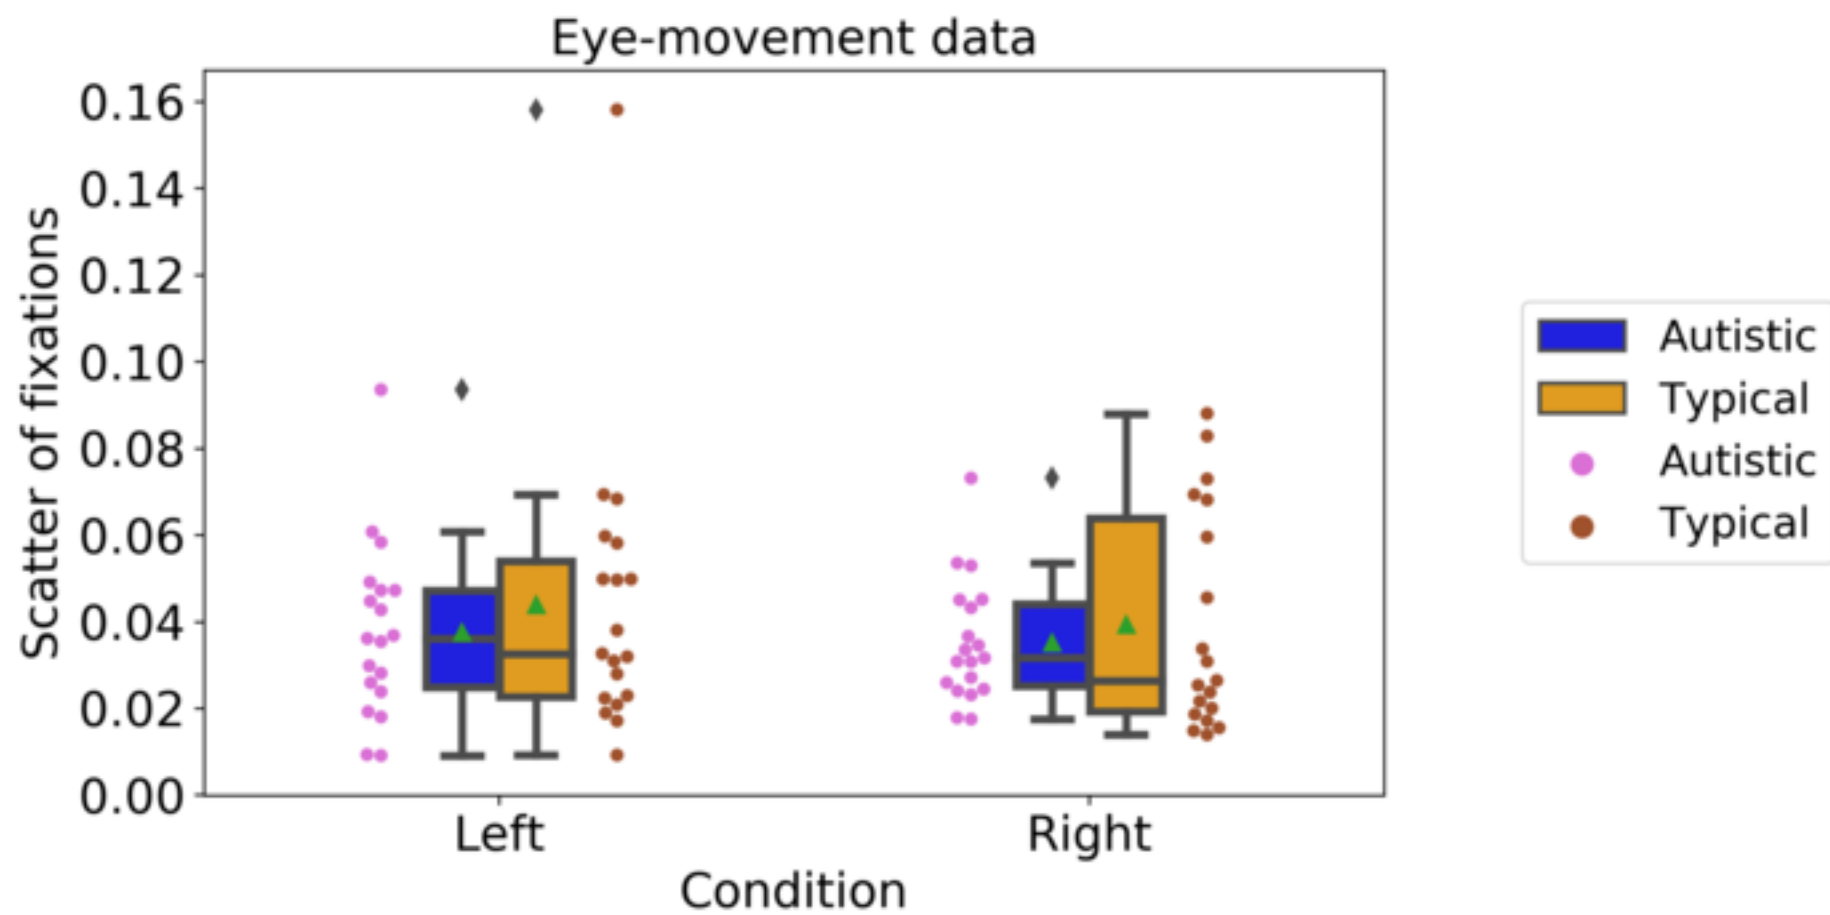 Eye-movement data
Scatter of fixations
0.16
0.14
0.12
0.10
0.08
0.06
0.04
0.02
0.00
Left
Right
Condition
Autistic
Typical
Autistic
Typical